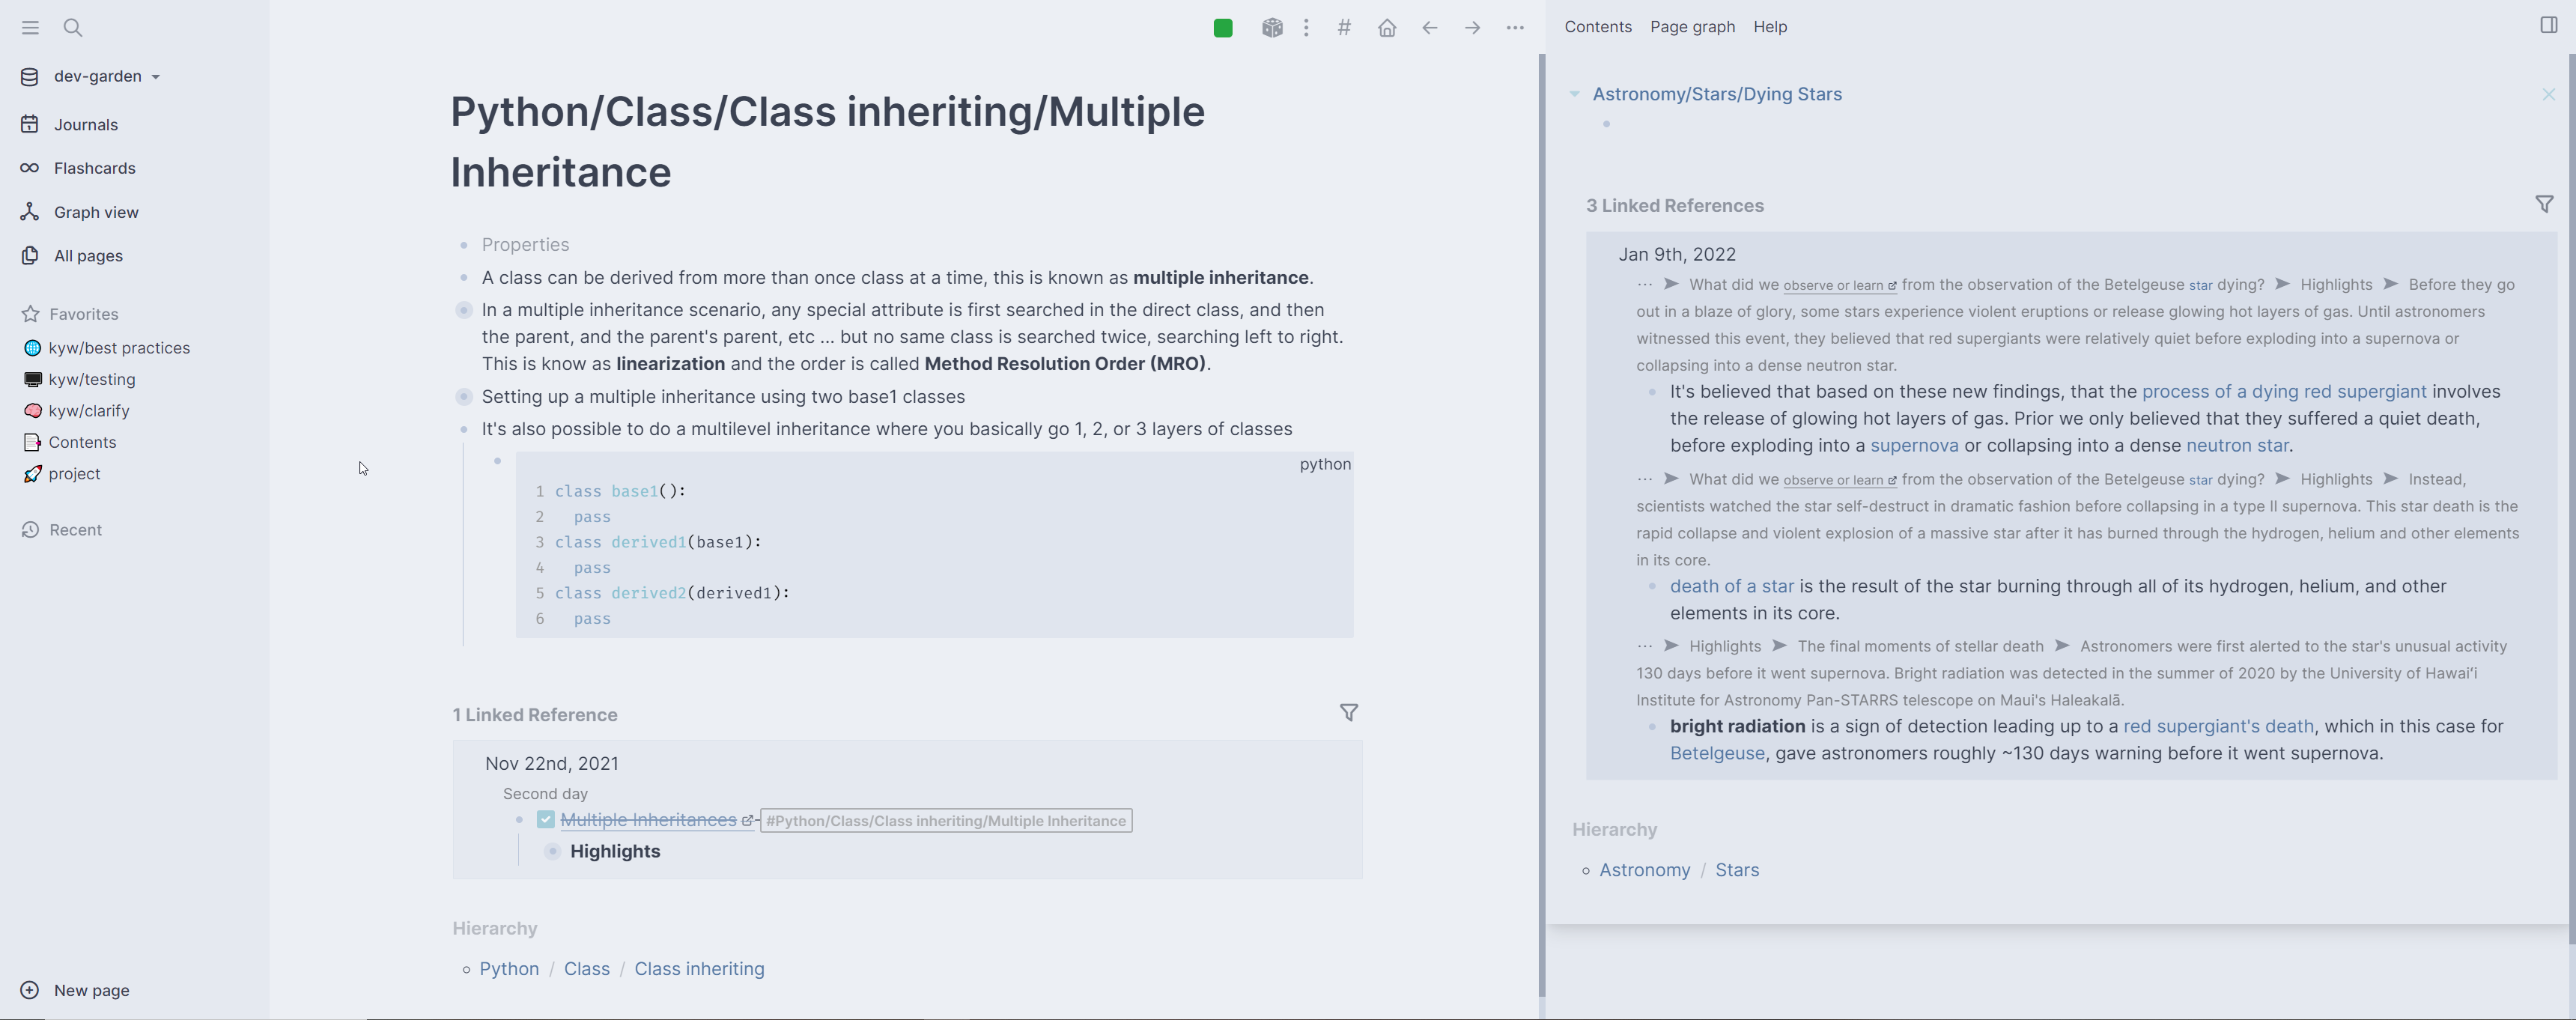 dev-garden
Journals
Flashcards
Graph view
All pages
Favorites
kyw/best practices
kyw/testing
kyw/clarify
Contents
project
Recent
New page
#
Python/Class/Class inheriting/Multiple
Inheritance
Properties
A class can be derived from more than once class at a time, this is known as multiple inheritance.
In a multiple inheritance scenario, any special attribute is first searched in the direct class, and then
the parent, and the parent's parent, etc ... but no same class is searched twice, searching left to right.
This is know as linearization and the order is called Method Resolution Order (MRO).
Setting up a multiple inheritance using two base1 classes
It's also possible to do a multilevel inheritance where you basically go 1, 2, or 3 layers of classes
python
1 class base1():
2   pass
3 class derived1(base1):
4   pass
5 class derived2(derived1):
6   pass
1 Linked Reference
Nov 22nd, 2021
Second day
Multiple Inheritances - #Python/Class/Class inheriting/Multiple Inheritance
Highlights
Hierarchy
Python / Class / Class inheriting
Contents Page graph Help
Astronomy/Stars/Dying Stars
3 Linked References
Jan 9th, 2022
... ➤ What did we observe or learn from the observation of the Betelgeuse star dying? ➤ Highlights ➤ Before they go
out in a blaze of glory, some stars experience violent eruptions or release glowing hot layers of gas. Until astronomers
witnessed this event, they believed that red supergiants were relatively quiet before exploding into a supernova or
collapsing into a dense neutron star.
It's believed that based on these new findings, that the process of a dying red supergiant involves
the release of glowing hot layers of gas. Prior we only believed that they suffered a quiet death,
before exploding into a supernova or collapsing into a dense neutron star.
... ➤ What did we observe or learn from the observation of the Betelgeuse star dying? ➤ Highlights ➤ Instead,
scientists watched the star self-destruct in dramatic fashion before collapsing in a type II supernova. This star death is the
rapid collapse and violent explosion of a massive star after it has burned through the hydrogen, helium and other elements
in its core.
death of a star is the result of the star burning through all of its hydrogen, helium, and other
elements in its core.
... ➤ Highlights ➤ The final moments of stellar death ➤ Astronomers were first alerted to the star's unusual activity
130 days before it went supernova. Bright radiation was detected in the summer of 2020 by the University of Hawaiʻi
Institute for Astronomy Pan-STARRS telescope on Maui's Haleakalā.
bright radiation is a sign of detection leading up to a red supergiant's death, which in this case for
Betelgeuse, gave astronomers roughly ~130 days warning before it went supernova.
Hierarchy
Astronomy / Stars